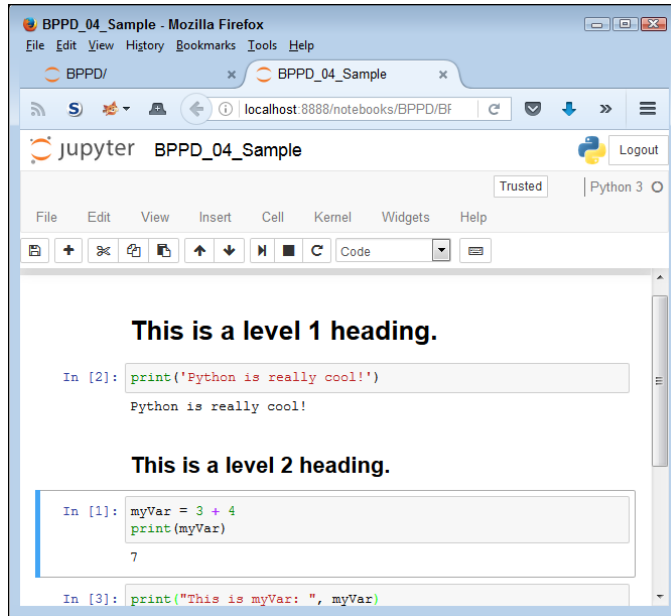 BPPD_04_Sample - Mozilla Firefox
File Edit View History Bookmarks Tools Help
BPPD/ × BPPD_04_Sample ×
localhost:8888/notebooks/BPPD/BF
jupyter BPPD_04_Sample Logout
Trusted Python 3
File Edit View Insert Cell Kernel Widgets Help
Code
This is a level 1 heading.
In [2]: print('Python is really cool!')
Python is really cool!
This is a level 2 heading.
In [1]: myVar = 3 + 4
print(myVar)
7
In [3]: print("This is myVar: ", myVar)